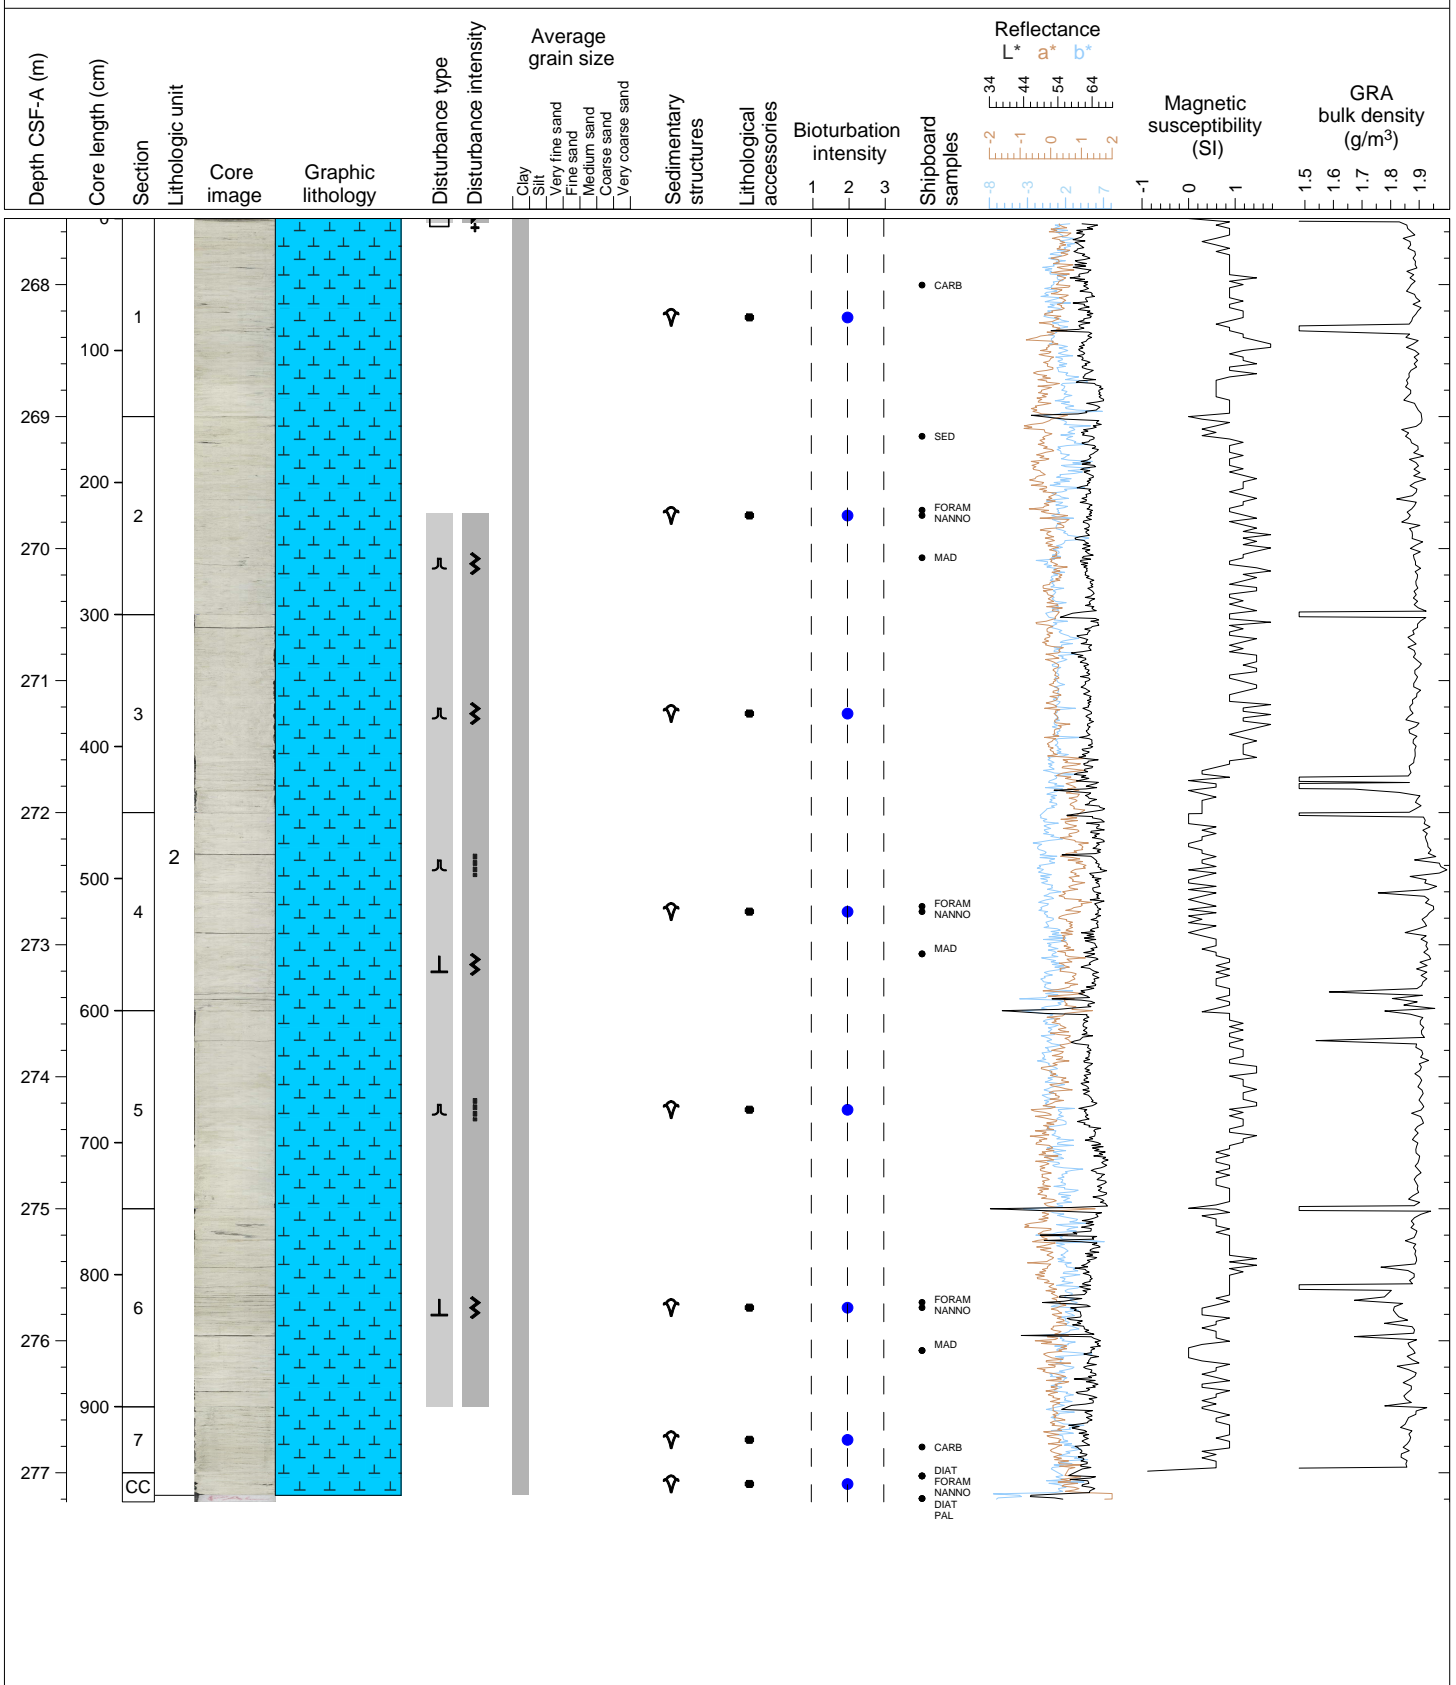 Depth CSF-A (m)
Core length (cm)
Section
Lithologic unit
Core
image
Graphic
lithology
Disturbance type
Disturbance intensity
Average
grain size
Clay
Silt
Very fine sand
Fine sand
Medium sand
Coarse sand
Very coarse sand
Sedimentary
structures
Lithological
accessories
Bioturbation
intensity
1 2 3
Shipboard
samples
Reflectance
L* a* b*
34 44 54 64
-2 -1 0 1 2
-8 -3 2 7
Magnetic
susceptibility
(SI)
-1 0 1
GRA
bulk density
(g/m3)
1.5 1.6 1.7 1.8 1.9
0
268
CARB
1
100
269
SED
200
2
FORAM
NANNO
270
MAD
300
271
3
400
272
2
500
4
FORAM
NANNO
273
MAD
600
274
5
700
275
800
6
FORAM
NANNO
276
MAD
900
7
CARB
277
CC
DIAT
FORAM
NANNO
DIAT
PAL